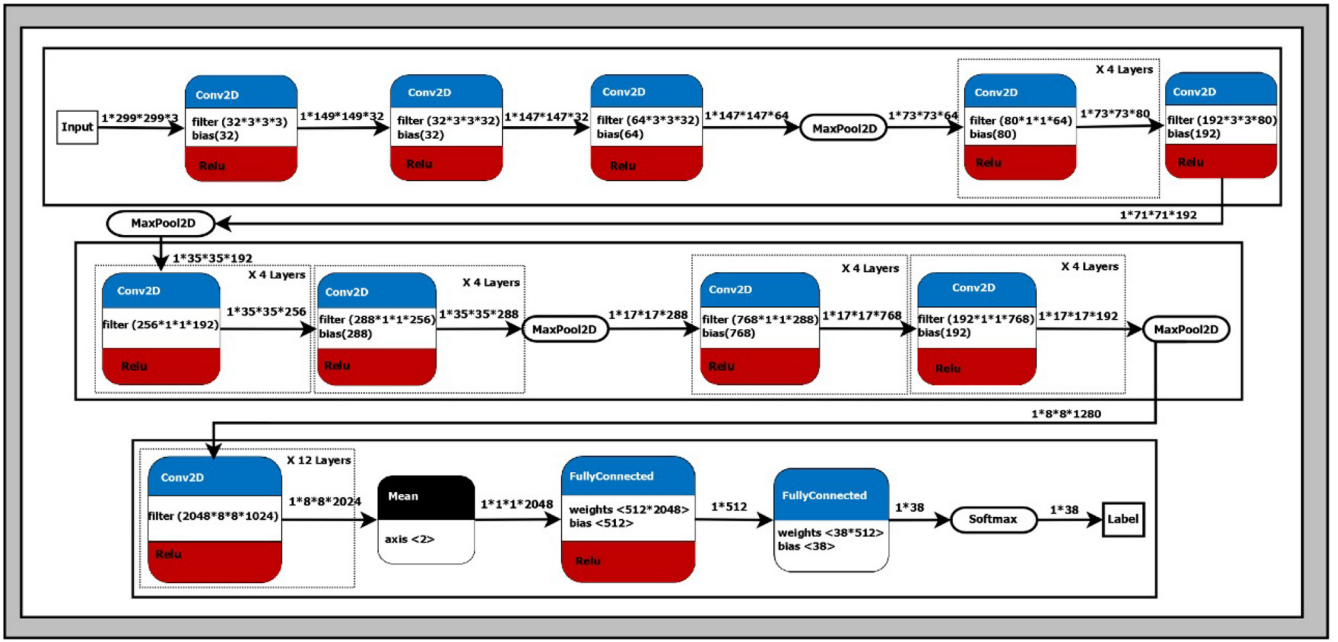 Input
1*299*299*3
Conv2D
filter (32*3*3*3)
bias(32)
Relu
1*149*149*32
Conv2D
filter (32*3*3*32)
bias(32)
Relu
1*147*147*32
Conv2D
filter (64*3*3*32)
bias(64)
Relu
1*147*147*64
MaxPool2D
1*73*73*64
X 4 Layers
Conv2D
filter (80*1*1*64)
bias(80)
Relu
1*73*73*80
Conv2D
filter (192*3*3*80)
bias(192)
Relu
1*71*71*192
MaxPool2D
1*35*35*192
X 4 Layers
Conv2D
filter (256*1*1*192)
Relu
1*35*35*256
X 4 Layers
Conv2D
filter (288*1*1*256)
bias(288)
Relu
1*35*35*288
MaxPool2D
1*17*17*288
X 4 Layers
Conv2D
filter (768*1*1*288)
bias(768)
Relu
1*17*17*768
X 4 Layers
Conv2D
filter (192*1*1*768)
bias(192)
Relu
1*17*17*192
MaxPool2D
1*8*8*1280
X 12 Layers
Conv2D
filter (2048*8*8*1024)
Relu
1*8*8*2024
Mean
axis <2>
1*1*1*2048
FullyConnected
weights <512*2048>
bias <512>
Relu
1*512
FullyConnected
weights <38*512>
bias <38>
1*38
Softmax
1*38
Label